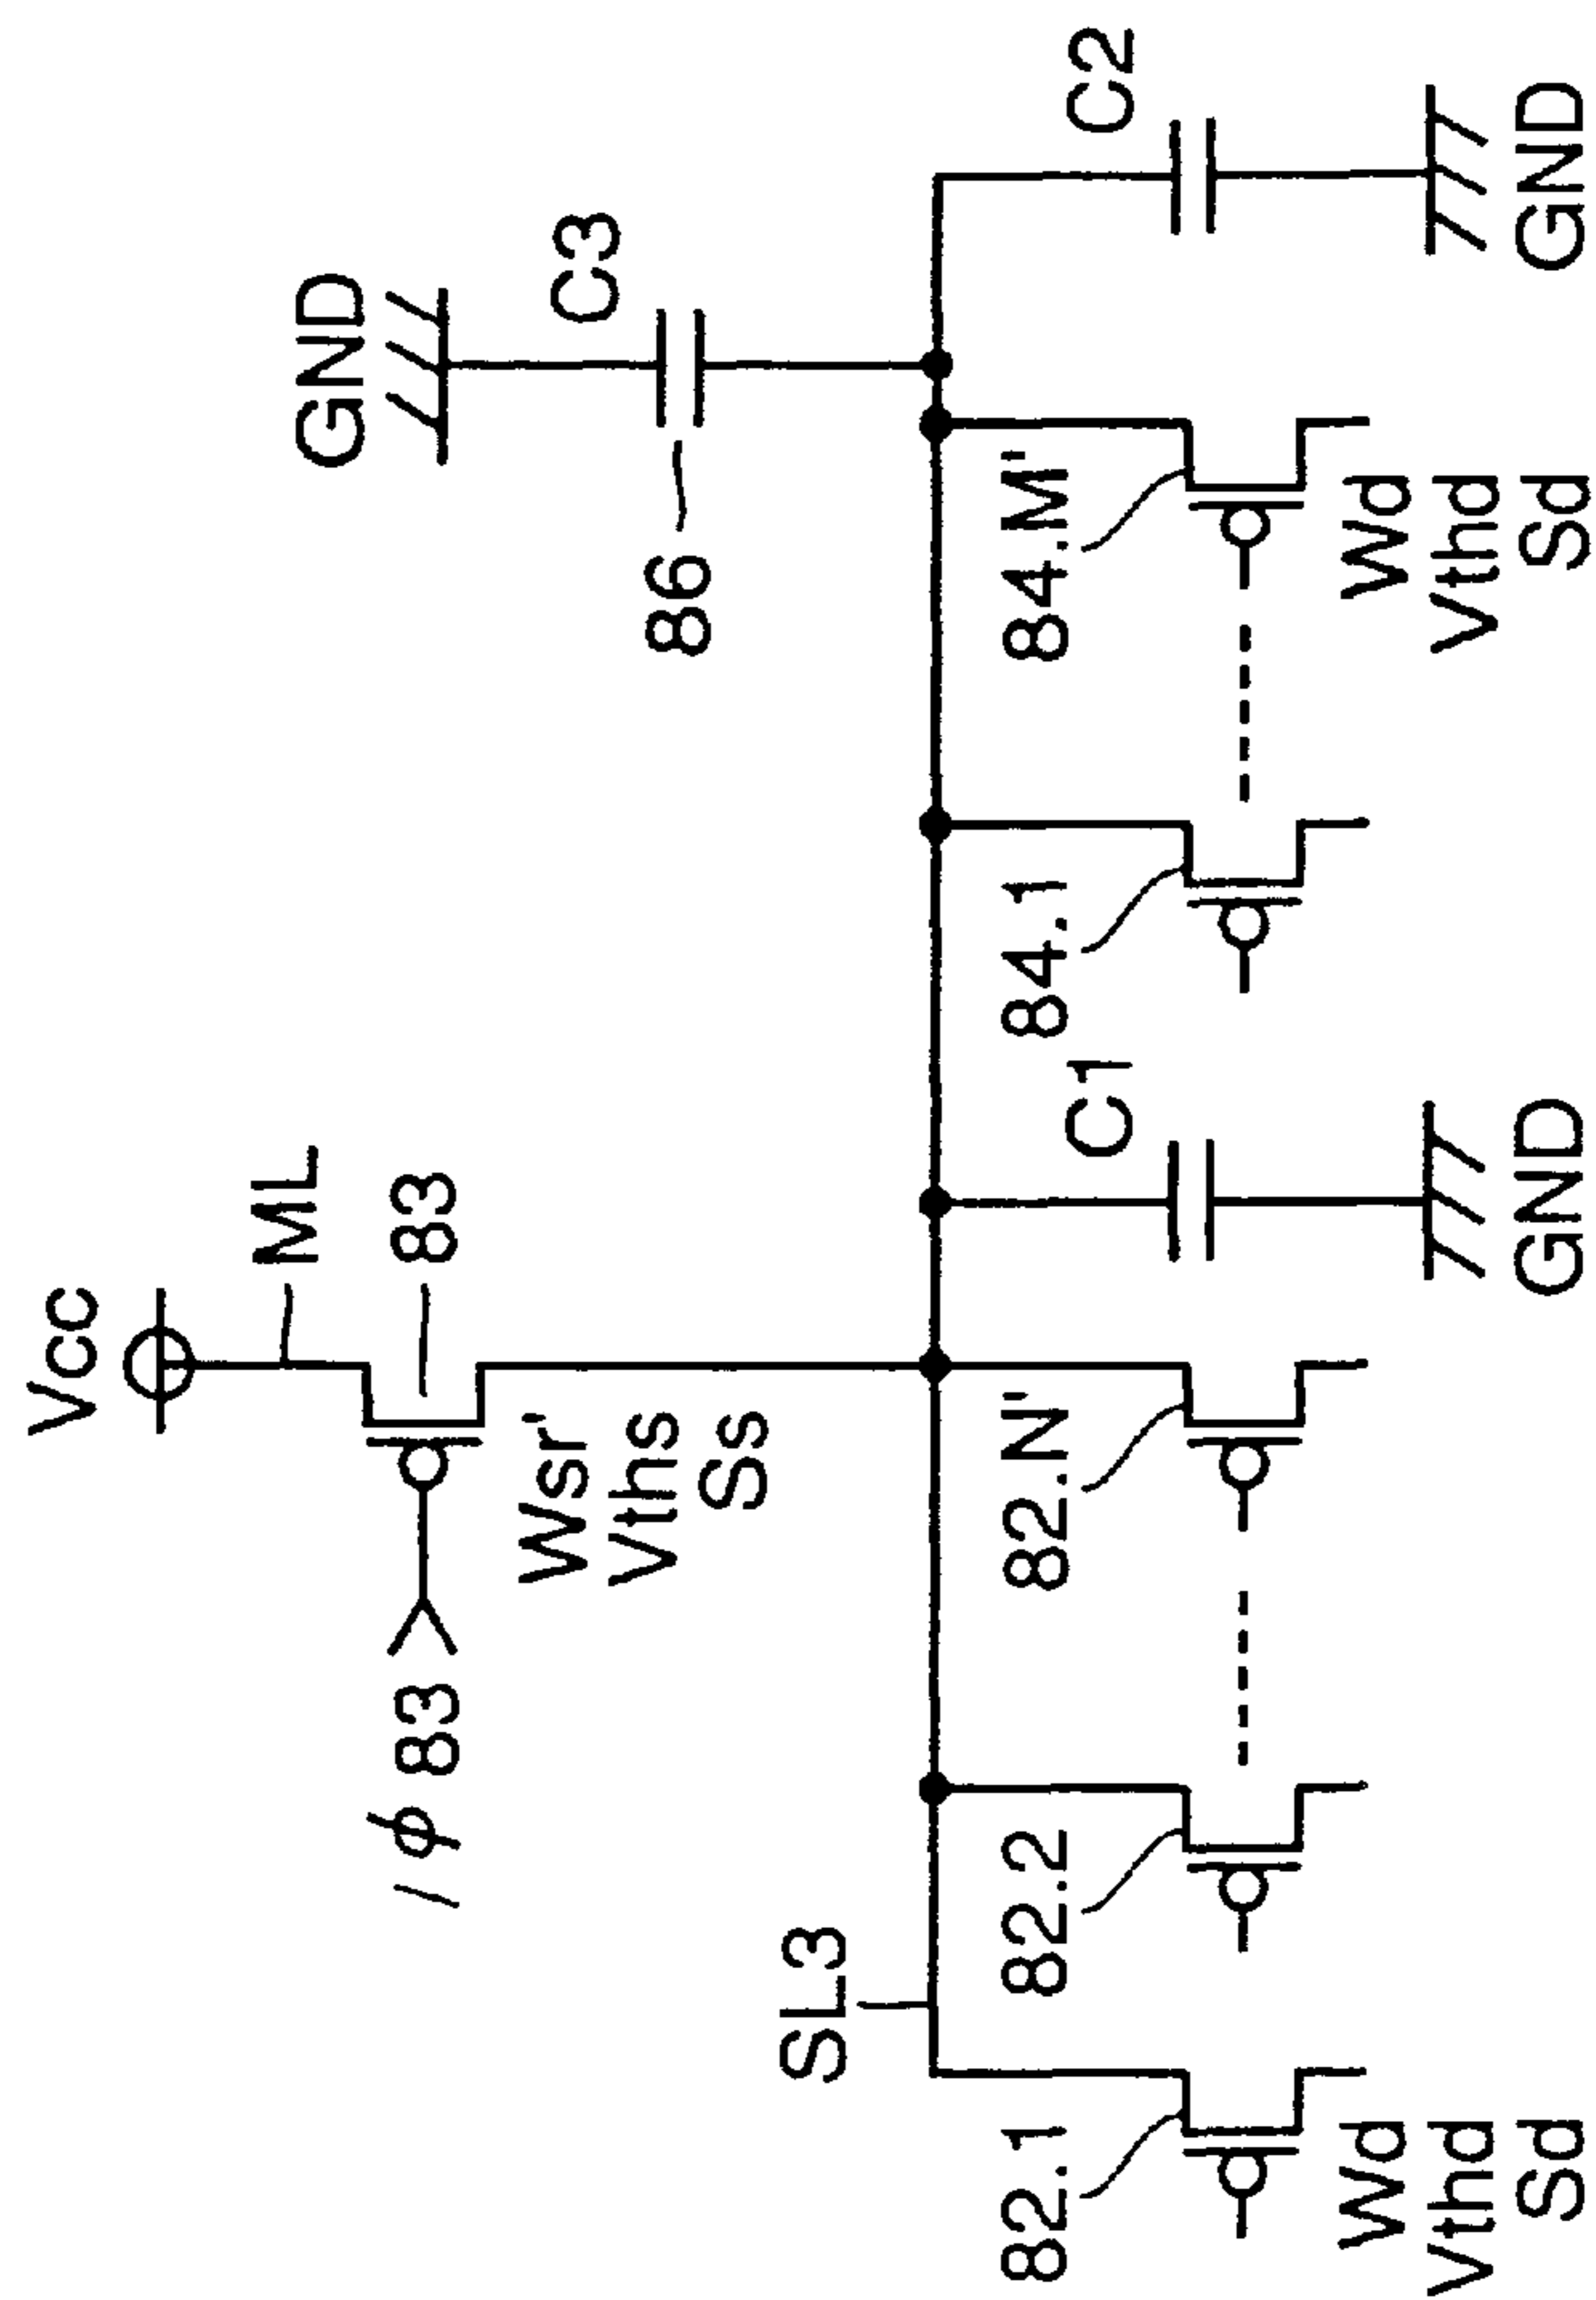 Vcc
ML
83
/φ 83
Wsr'
Vths
Ss
GND
C3
86
SL3
82.1
82.2
82.N'
C1
84.1
84.M'
C2
Wd
Vthd
Sd
GND
Wd
Vthd
Sd
GND